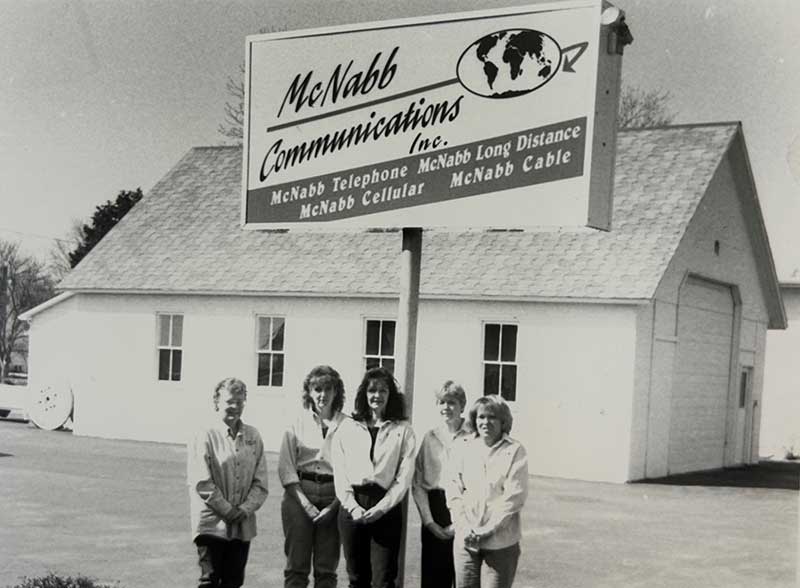 McNabb
Communications
Inc.
McNabb Telephone McNabb Long Distance
McNabb Cellular McNabb Cable